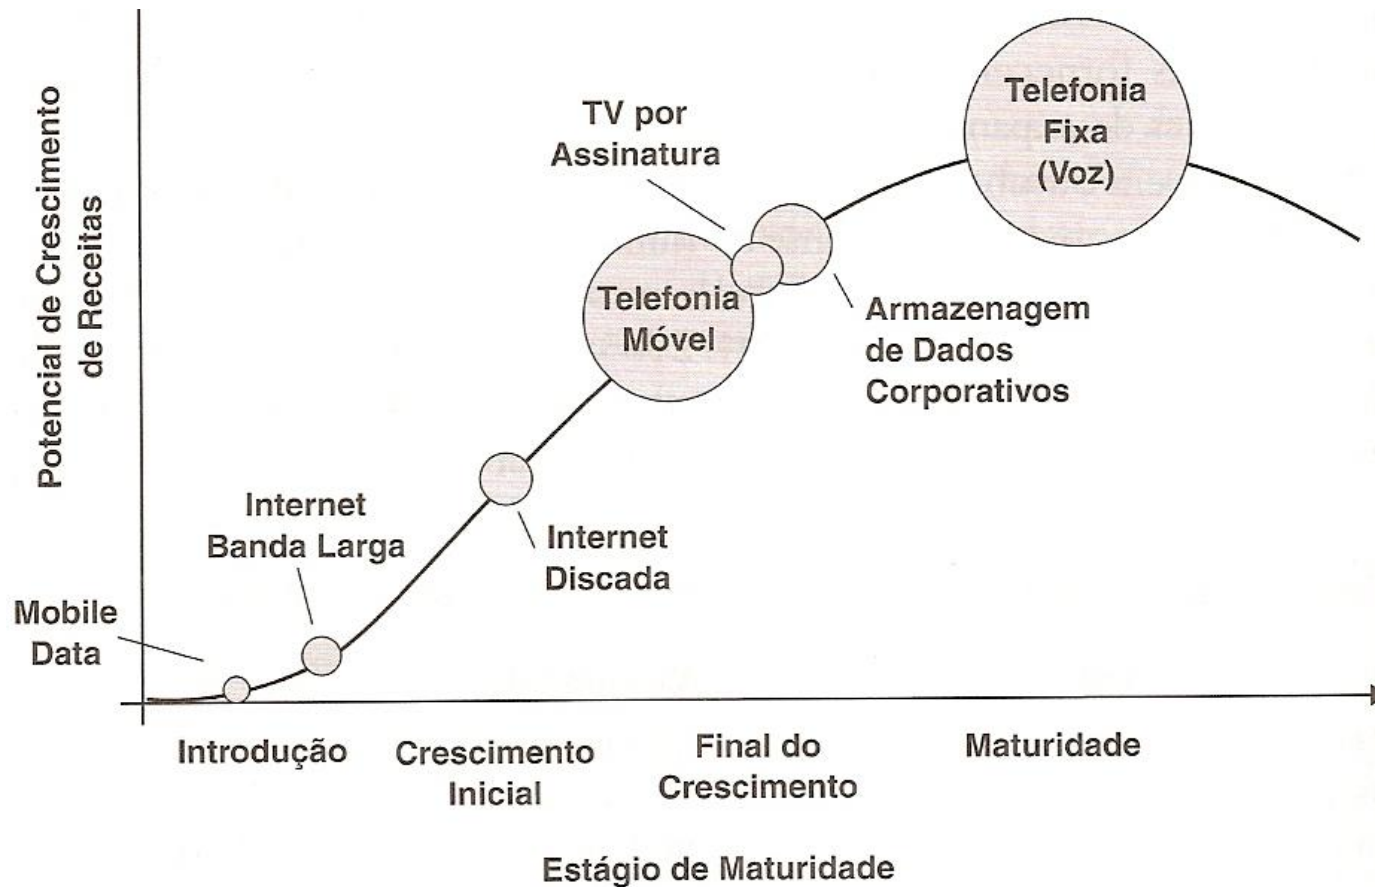 Potencial de Crescimento
de Receitas
TV por
Assinatura
Telefonia
Fixa
(Voz)
Telefonia
Móvel
Armazenagem
de Dados
Corporativos
Internet
Banda Larga
Internet
Discada
Mobile
Data
Introdução
Crescimento
Inicial
Final do
Crescimento
Maturidade
Estágio de Maturidade